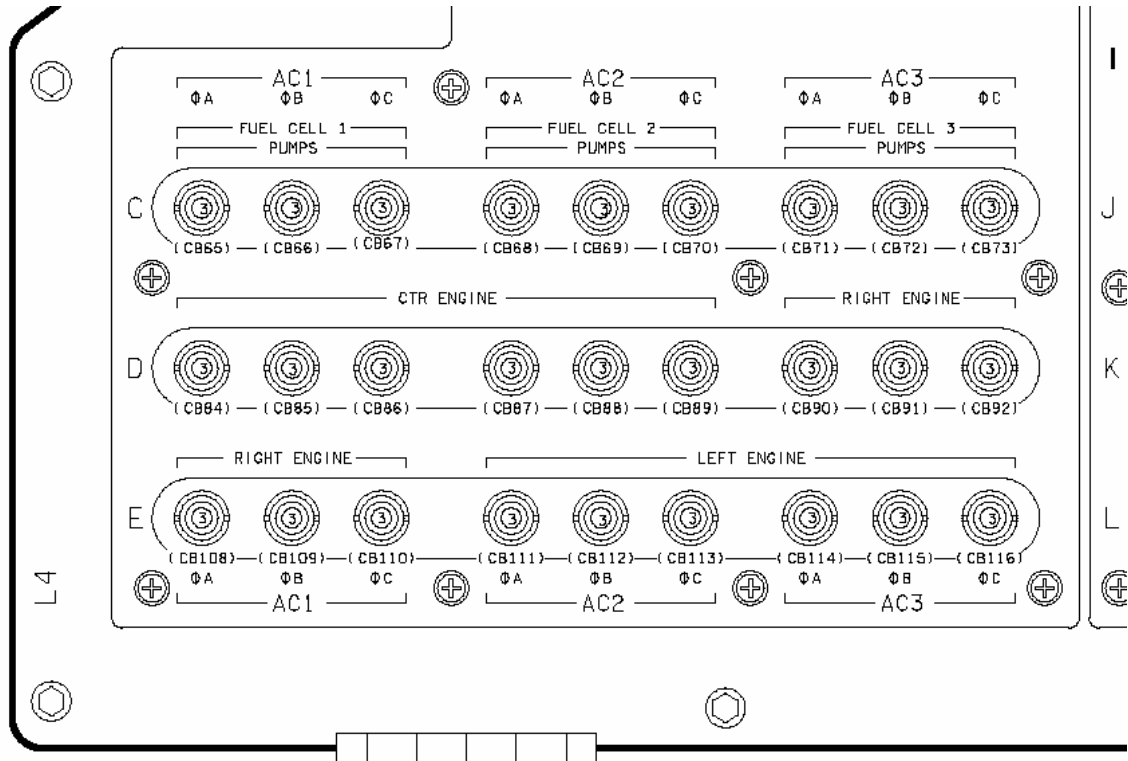 I
AC1 AC2 AC3
ΦA ΦB ΦC ΦA ΦB ΦC ΦA ΦB ΦC
FUEL CELL 1 FUEL CELL 2 FUEL CELL 3
PUMPS PUMPS PUMPS
C 3 3 3 3 3 3 3 3 3 J
(CB65) (CB66) (CB67) (CB68) (CB69) (CB70) (CB71) (CB72) (CB73)
CTR ENGINE RIGHT ENGINE
D 3 3 3 3 3 3 3 3 3 K
(CB84) (CB85) (CB86) (CB87) (CB88) (CB89) (CB90) (CB91) (CB92)
RIGHT ENGINE LEFT ENGINE
E 3 3 3 3 3 3 3 3 3 L
(CB108) (CB109) (CB110) (CB111) (CB112) (CB113) (CB114) (CB115) (CB116)
ΦA ΦB ΦC ΦA ΦB ΦC ΦA ΦB ΦC
AC1 AC2 AC3
L4